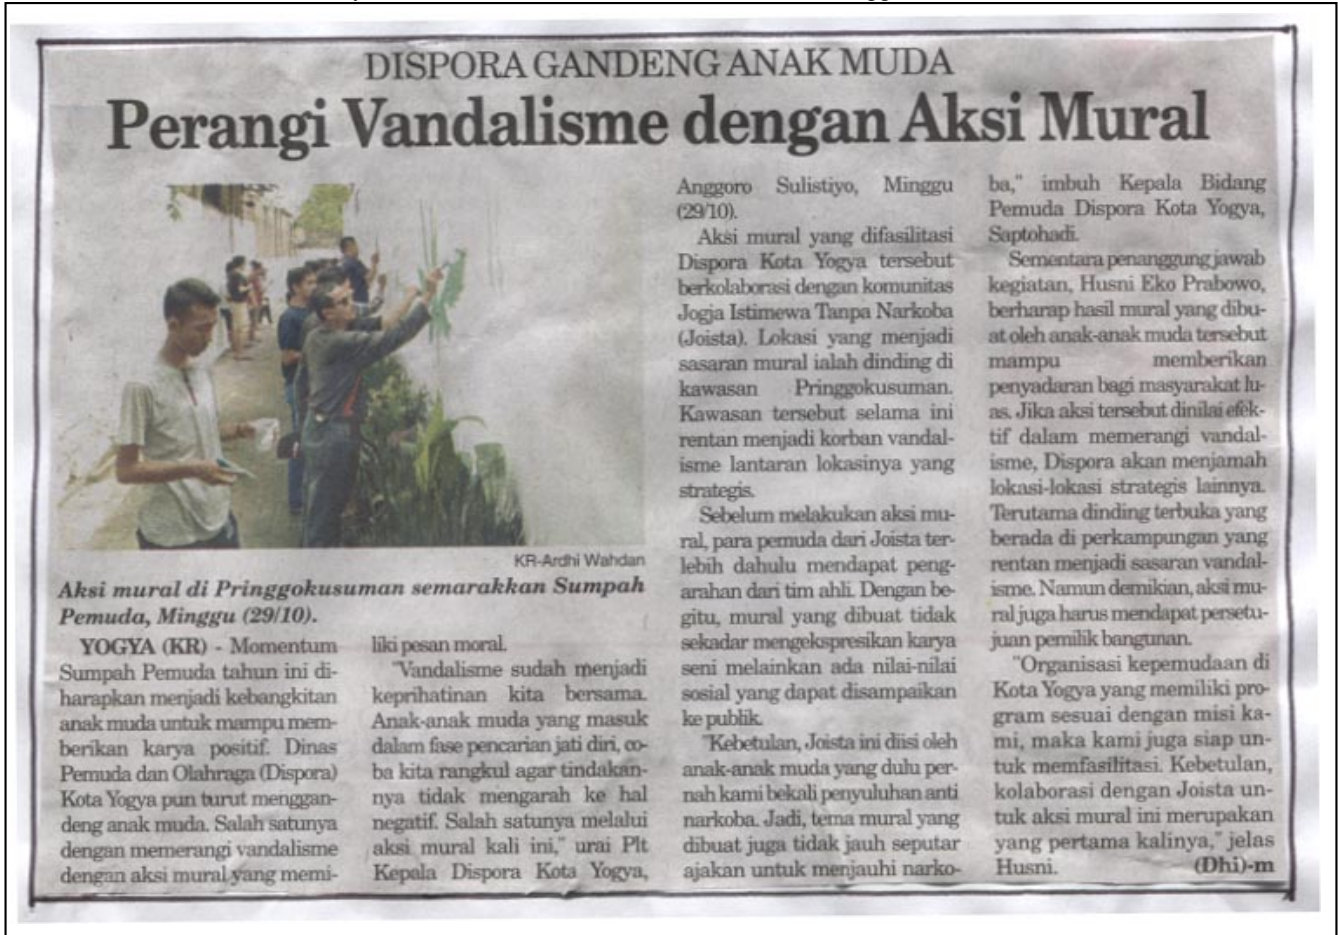 DISPORA GANDENG ANAK MUDA
Perangi Vandalisme dengan Aksi Mural
KR-Ardhi Wahdan
Aksi mural di Pringgokusuman semarakkan Sumpah
Pemuda, Minggu (29/10).
YOGYA (KR) - Momentum
Sumpah Pemuda tahun ini di-
harapkan menjadi kebangkitan
anak muda untuk mampu mem-
berikan karya positif. Dinas
Pemuda dan Olahraga (Dispora)
Kota Yogya pun turut menggan-
deng anak muda. Salah satunya
dengan memerangi vandalisme
dengan aksi mural yang memi-
liki pesan moral.
"Vandalisme sudah menjadi
keprihatinan kita bersama.
Anak-anak muda yang masuk
dalam fase pencarian jati diri, co-
ba kita rangkul agar tindakan-
nya tidak mengarah ke hal
negatif. Salah satunya melalui
aksi mural kali ini," urai Plt
Kepala Dispora Kota Yogya,
Anggoro Sulistiyo, Minggu
(29/10).
Aksi mural yang difasilitasi
Dispora Kota Yogya tersebut
berkolaborasi dengan komunitas
Jogja Istimewa Tanpa Narkoba
(Joista). Lokasi yang menjadi
sasaran mural ialah dinding di
kawasan Pringgokusuman.
Kawasan tersebut selama ini
rentan menjadi korban vandal-
isme lantaran lokasinya yang
strategis.
Sebelum melakukan aksi mu-
ral, para pemuda dari Joista ter-
lebih dahulu mendapat peng-
arahan dari tim ahli. Dengan be-
gitu, mural yang dibuat tidak
sekadar mengekspresikan karya
seni melainkan ada nilai-nilai
sosial yang dapat disampaikan
ke publik.
"Kebetulan, Joista ini diisi oleh
anak-anak muda yang dulu per-
nah kami bekali penyuluhan anti
narkoba. Jadi, tema mural yang
dibuat juga tidak jauh seputar
ajakan untuk menjauhi narko-
ba," imbuh Kepala Bidang
Pemuda Dispora Kota Yogya,
Saptohadi.
Sementara penanggung jawab
kegiatan, Husni Eko Prabowo,
berharap hasil mural yang dibu-
at oleh anak-anak muda tersebut
mampu memberikan
penyadaran bagi masyarakat lu-
as. Jika aksi tersebut dinilai efek-
tif dalam memerangi vandal-
isme, Dispora akan menjamah
lokasi-lokasi strategis lainnya.
Terutama dinding terbuka yang
berada di perkampungan yang
rentan menjadi sasaran vandal-
isme. Namun demikian, aksi mu-
ral juga harus mendapat persetu-
juan pemilik bangunan.
"Organisasi kepemudaan di
Kota Yogya yang memiliki pro-
gram sesuai dengan misi ka-
mi, maka kami juga siap un-
tuk memfasilitasi. Kebetulan,
kolaborasi dengan Joista un-
tuk aksi mural ini merupakan
yang pertama kalinya," jelas
Husni. (Dhi)-m